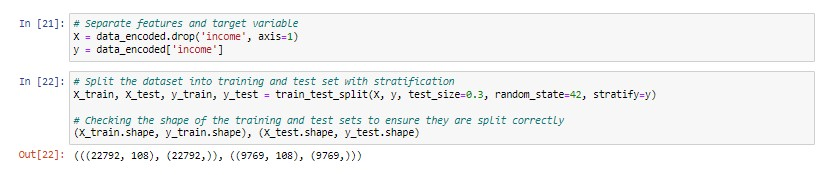 In [21]: # Separate features and target variable
X = data_encoded.drop('income', axis=1)
y = data_encoded['income']
In [22]: # Split the dataset into training and test set with stratification
X_train, X_test, y_train, y_test = train_test_split(X, y, test_size=0.3, random_state=42, stratify=y)
# Checking the shape of the training and test sets to ensure they are split correctly
(X_train.shape, y_train.shape), (X_test.shape, y_test.shape)
Out[22]: (((22792, 108), (22792,)), ((9769, 108), (9769,)))